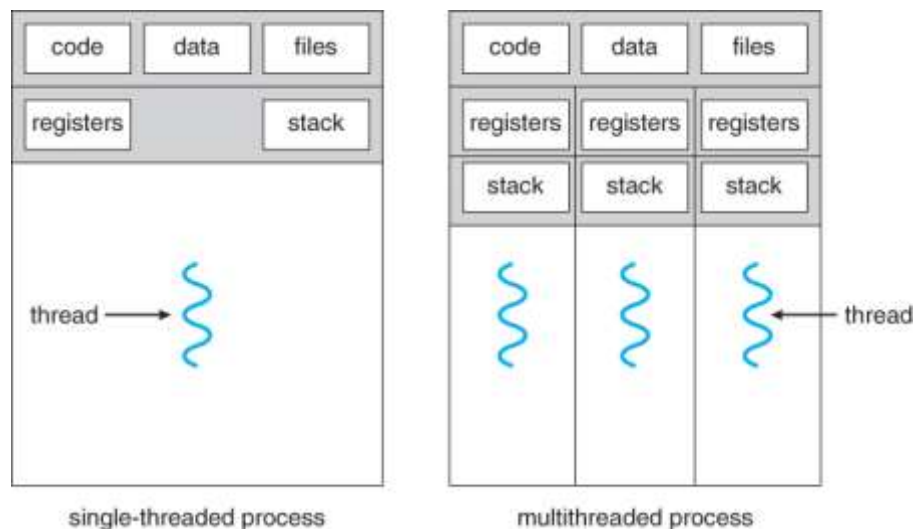 code data files
registers stack
thread
single-threaded process
code data files
registers registers registers
stack stack stack
thread
multithreaded process